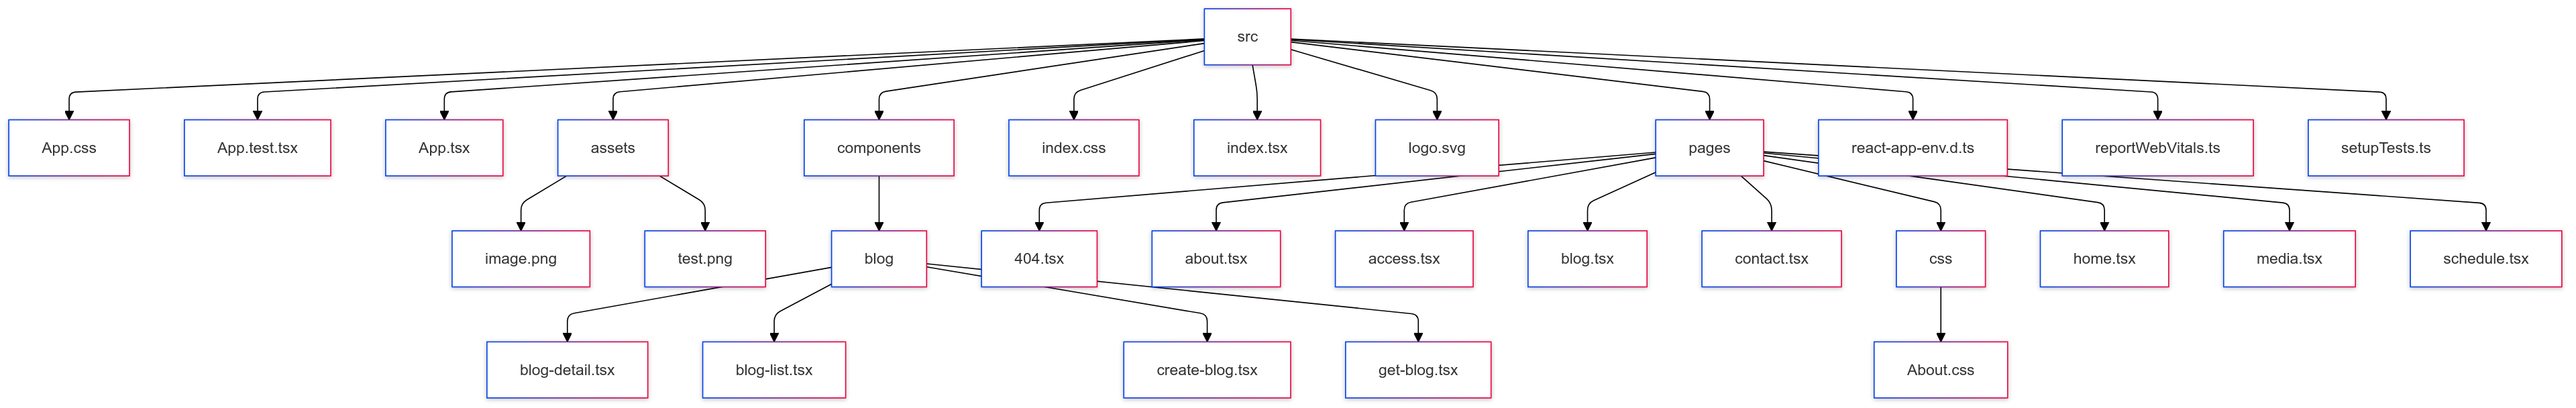 src
App.css
App.test.tsx
App.tsx
assets
components
index.css
index.tsx
logo.svg
pages
react-app-env.d.ts
reportWebVitals.ts
setupTests.ts
image.png
test.png
blog
404.tsx
about.tsx
access.tsx
blog.tsx
contact.tsx
css
home.tsx
media.tsx
schedule.tsx
blog-detail.tsx
blog-list.tsx
create-blog.tsx
get-blog.tsx
About.css